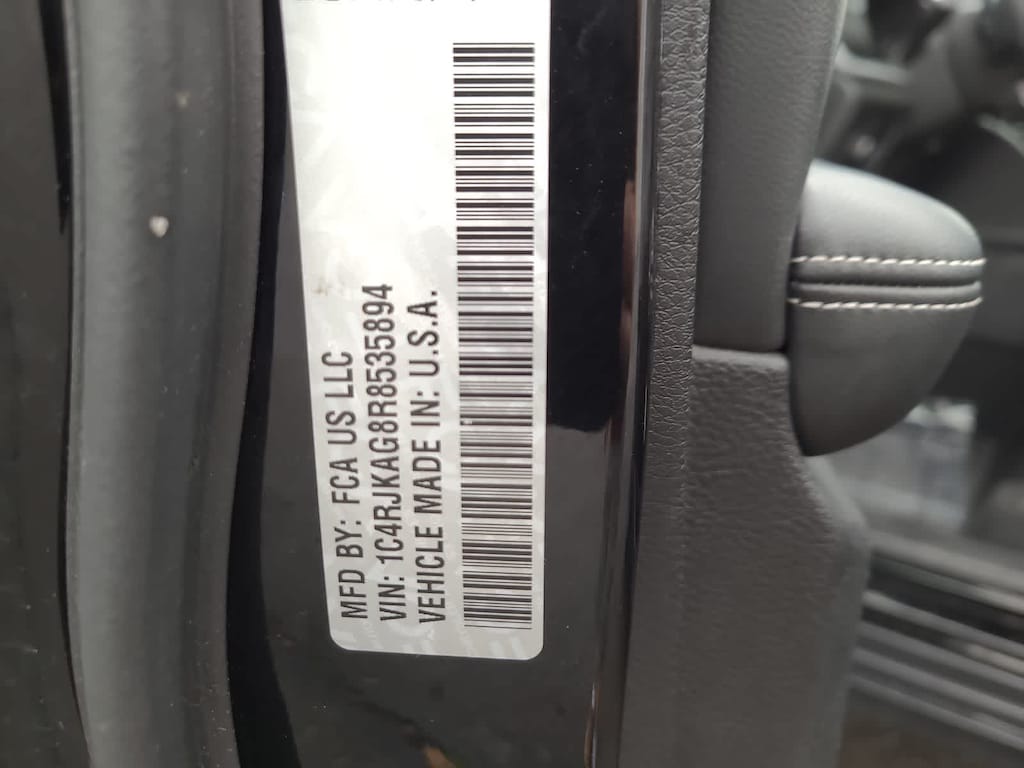 MFD BY: FCA US LLC
VIN: 1C4RJKAG8R8535894
VEHICLE MADE IN: U.S.A.